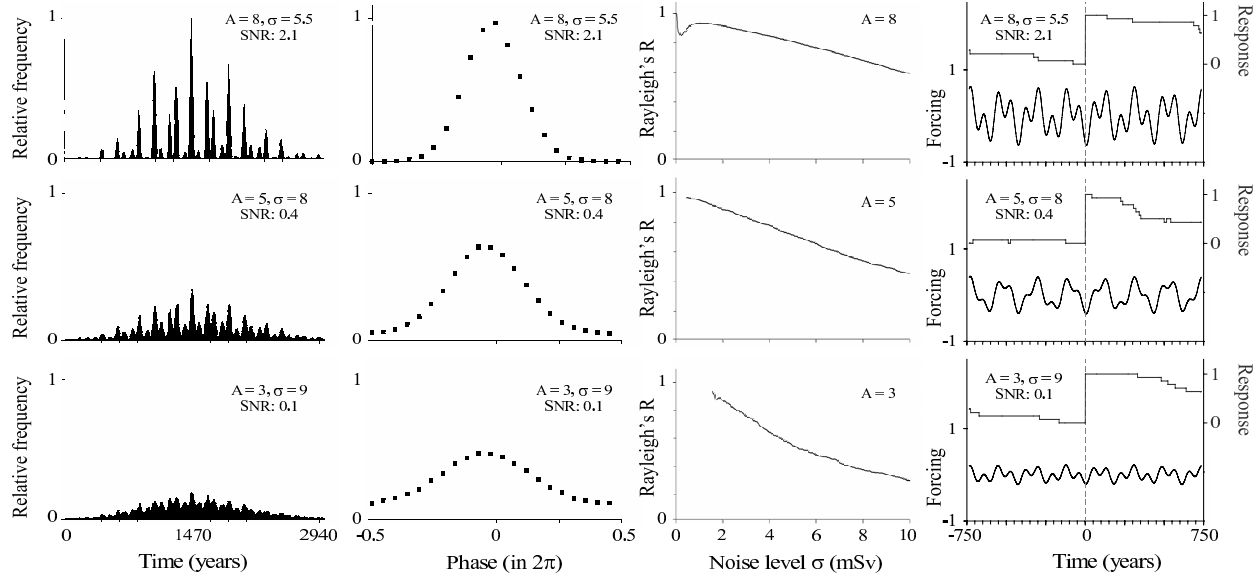 Relative frequency
1
0
A = 8, σ = 5.5
SNR: 2.1
1
0
A = 8, σ = 5.5
SNR: 2.1
Rayleigh's R
1
0
A = 8
Forcing
1
-1
A = 8, σ = 5.5
SNR: 2.1
1
0
Response
Relative frequency
1
0
A = 5, σ = 8
SNR: 0.4
1
0
A = 5, σ = 8
SNR: 0.4
Rayleigh's R
1
0
A = 5
Forcing
1
-1
A = 5, σ = 8
SNR: 0.4
1
0
Response
Relative frequency
1
0
A = 3, σ = 9
SNR: 0.1
0 1470 2940
Time (years)
1
0
A = 3, σ = 9
SNR: 0.1
-0.5 0 0.5
Phase (in 2π)
Rayleigh's R
1
0
A = 3
0 2 4 6 8 10
Noise level σ (mSv)
Forcing
1
-1
A = 3, σ = 9
SNR: 0.1
1
0
Response
-750 0 750
Time (years)